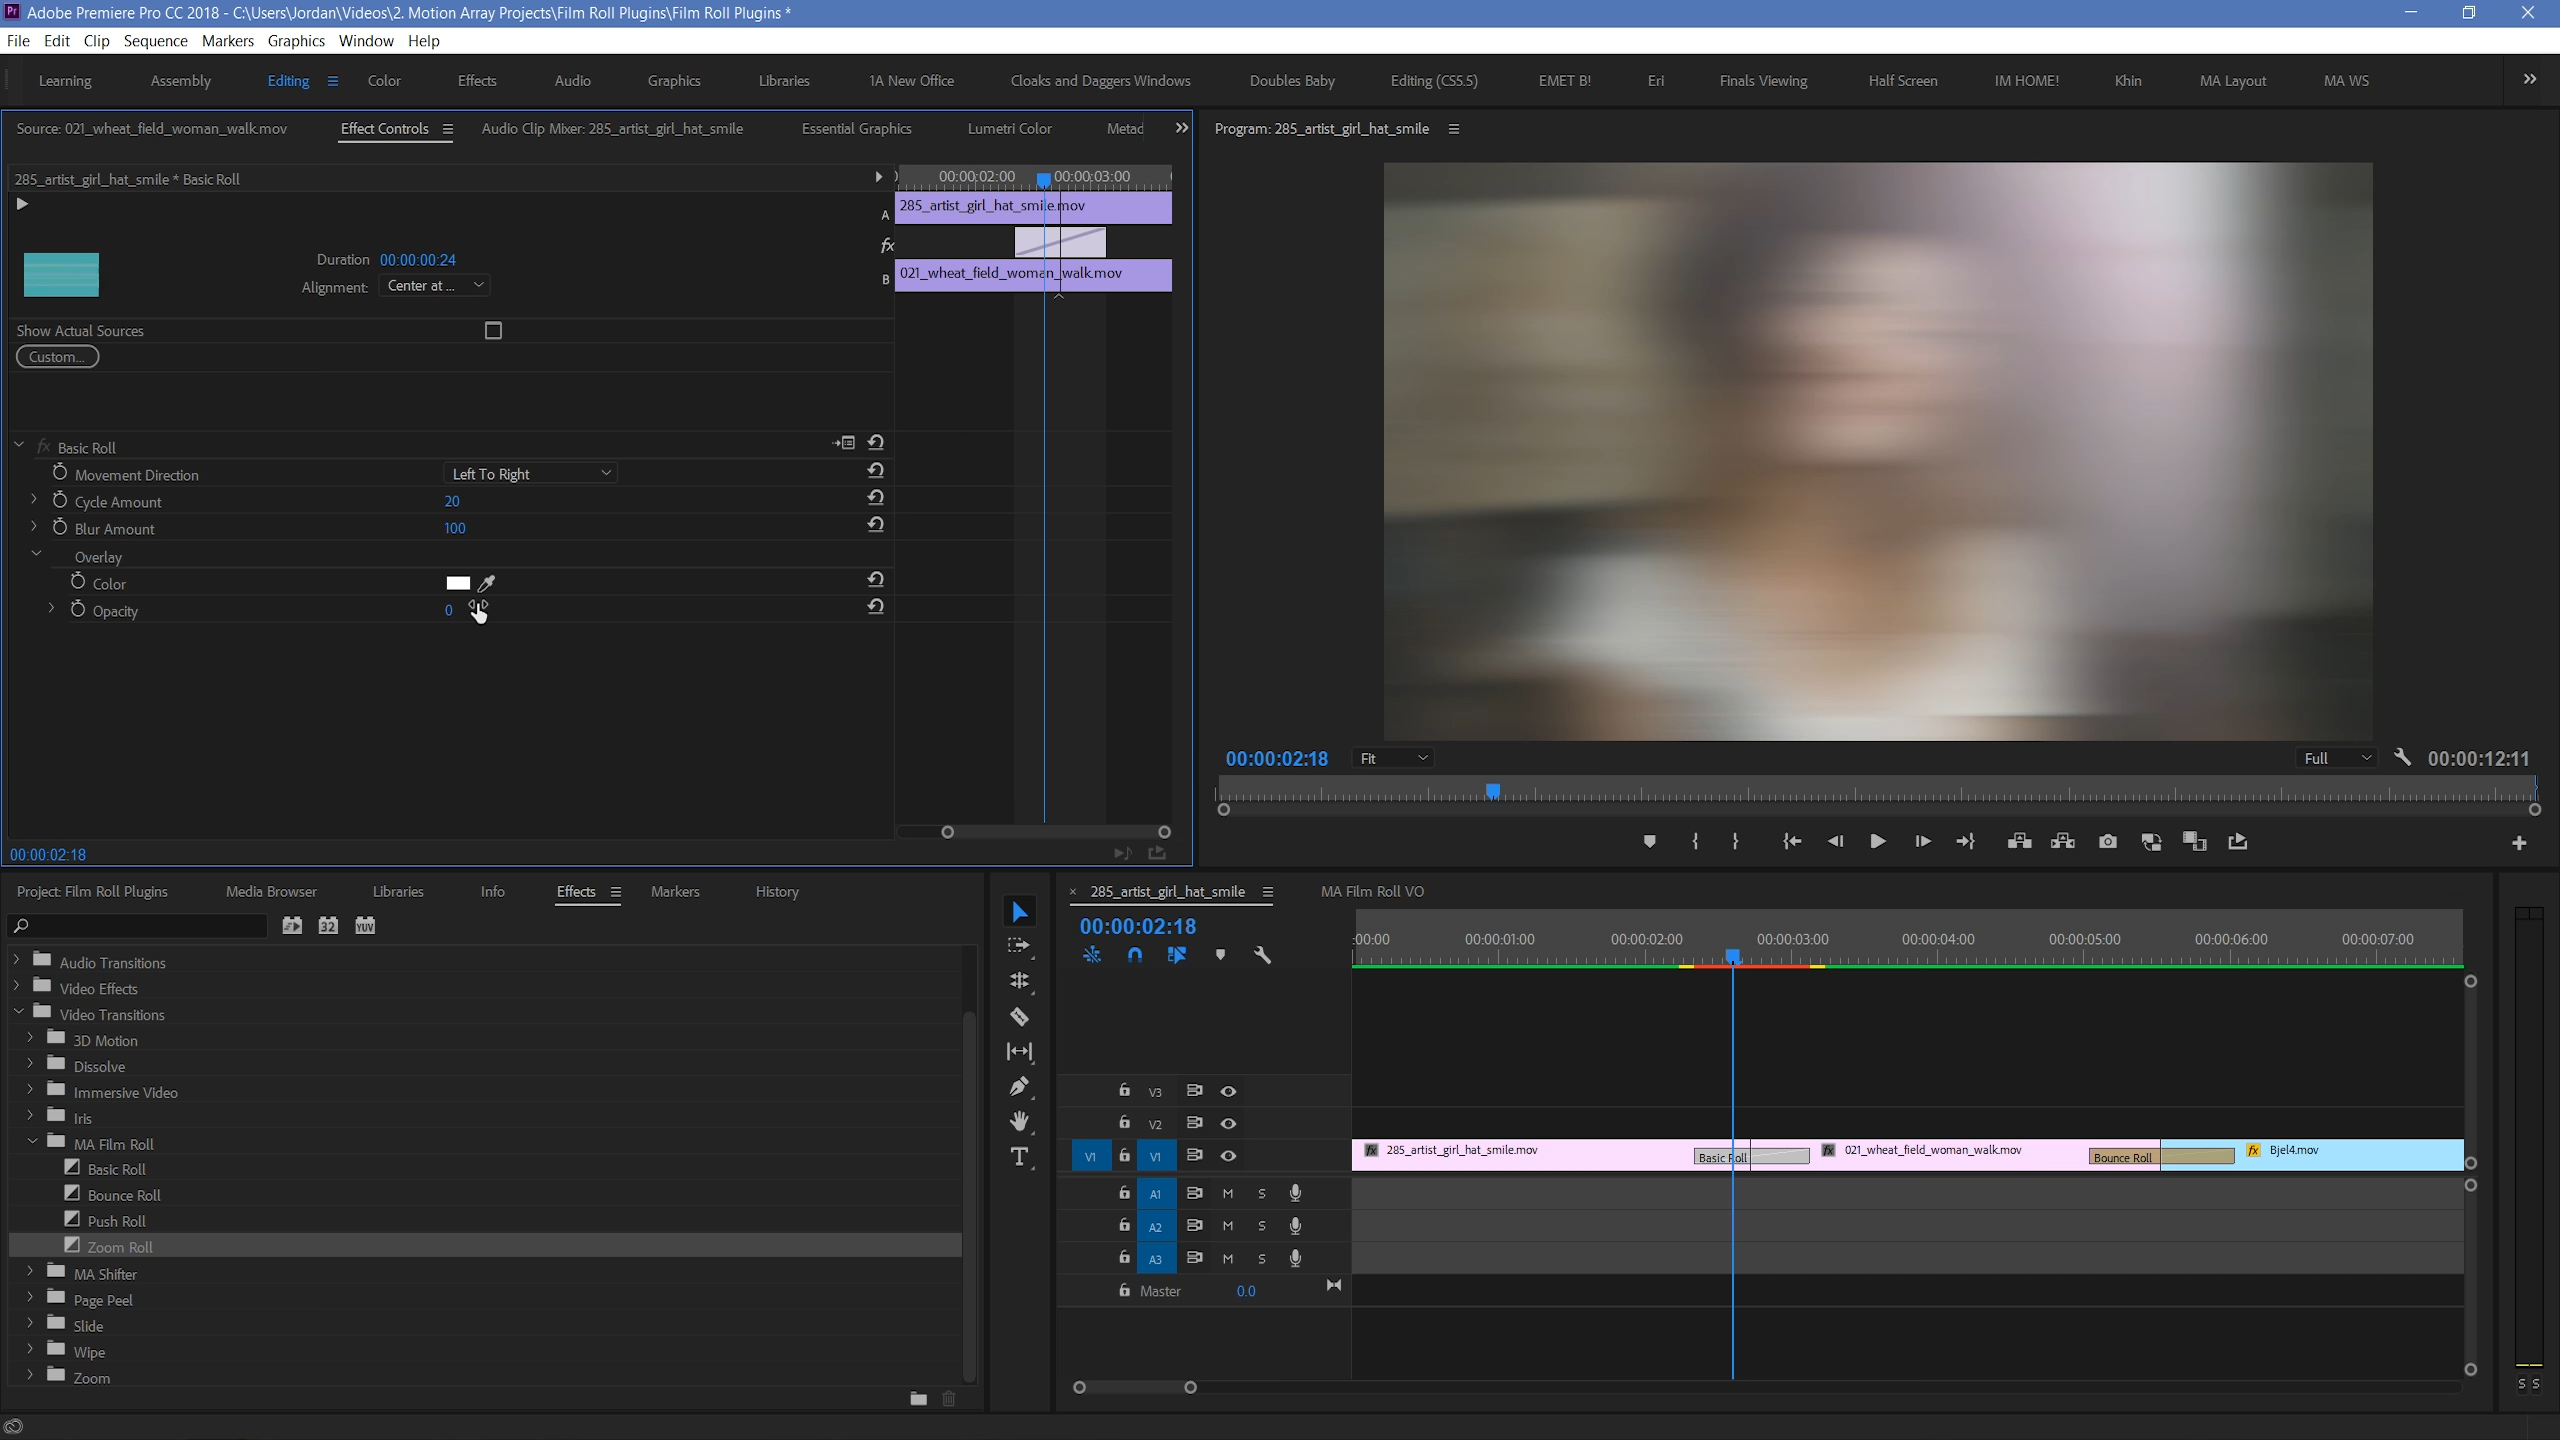 Pr Adobe Premiere Pro CC 2018 - C:\Users\Jordan\Videos\2. Motion Array Projects\Film Roll Plugins\Film Roll Plugins *
File Edit Clip Sequence Markers Graphics Window Help
Learning Assembly Editing Color Effects Audio Graphics Libraries 1A New Office Cloaks and Daggers Windows Doubles Baby Editing (CS5.5) EMET B! Eri Finals Viewing Half Screen IM HOME! Khin MA Layout MA WS
Source: 021_wheat_field_woman_walk.mov Effect Controls Audio Clip Mixer: 285_artist_girl_hat_smile Essential Graphics Lumetri Color Metad
Program: 285_artist_girl_hat_smile
285_artist_girl_hat_smile * Basic Roll
00:00:02:00 00:00:03:00
A 285_artist_girl_hat_smile.mov
fx
B 021_wheat_field_woman_walk.mov
Duration 00:00:00:24
Alignment: Center at ...
Show Actual Sources
Custom...
fx Basic Roll
Movement Direction Left To Right
Cycle Amount 20
Blur Amount 100
Overlay
Color
Opacity 0
00:00:02:18
00:00:02:18 Fit Full 00:00:12:11
Project: Film Roll Plugins Media Browser Libraries Info Effects Markers History
32 YUV
Audio Transitions
Video Effects
Video Transitions
3D Motion
Dissolve
Immersive Video
Iris
MA Film Roll
Basic Roll
Bounce Roll
Push Roll
Zoom Roll
MA Shifter
Page Peel
Slide
Wipe
Zoom
T
× 285_artist_girl_hat_smile MA Film Roll VO
00:00:02:18
:00:00 00:00:01:00 00:00:02:00 00:00:03:00 00:00:04:00 00:00:05:00 00:00:06:00 00:00:07:00
V3
V2
V1 V1
fx 285_artist_girl_hat_smile.mov Basic Roll fx 021_wheat_field_woman_walk.mov Bounce Roll fx Bjel4.mov
A1 M S
A2 M S
A3 M S
Master 0.0
S S